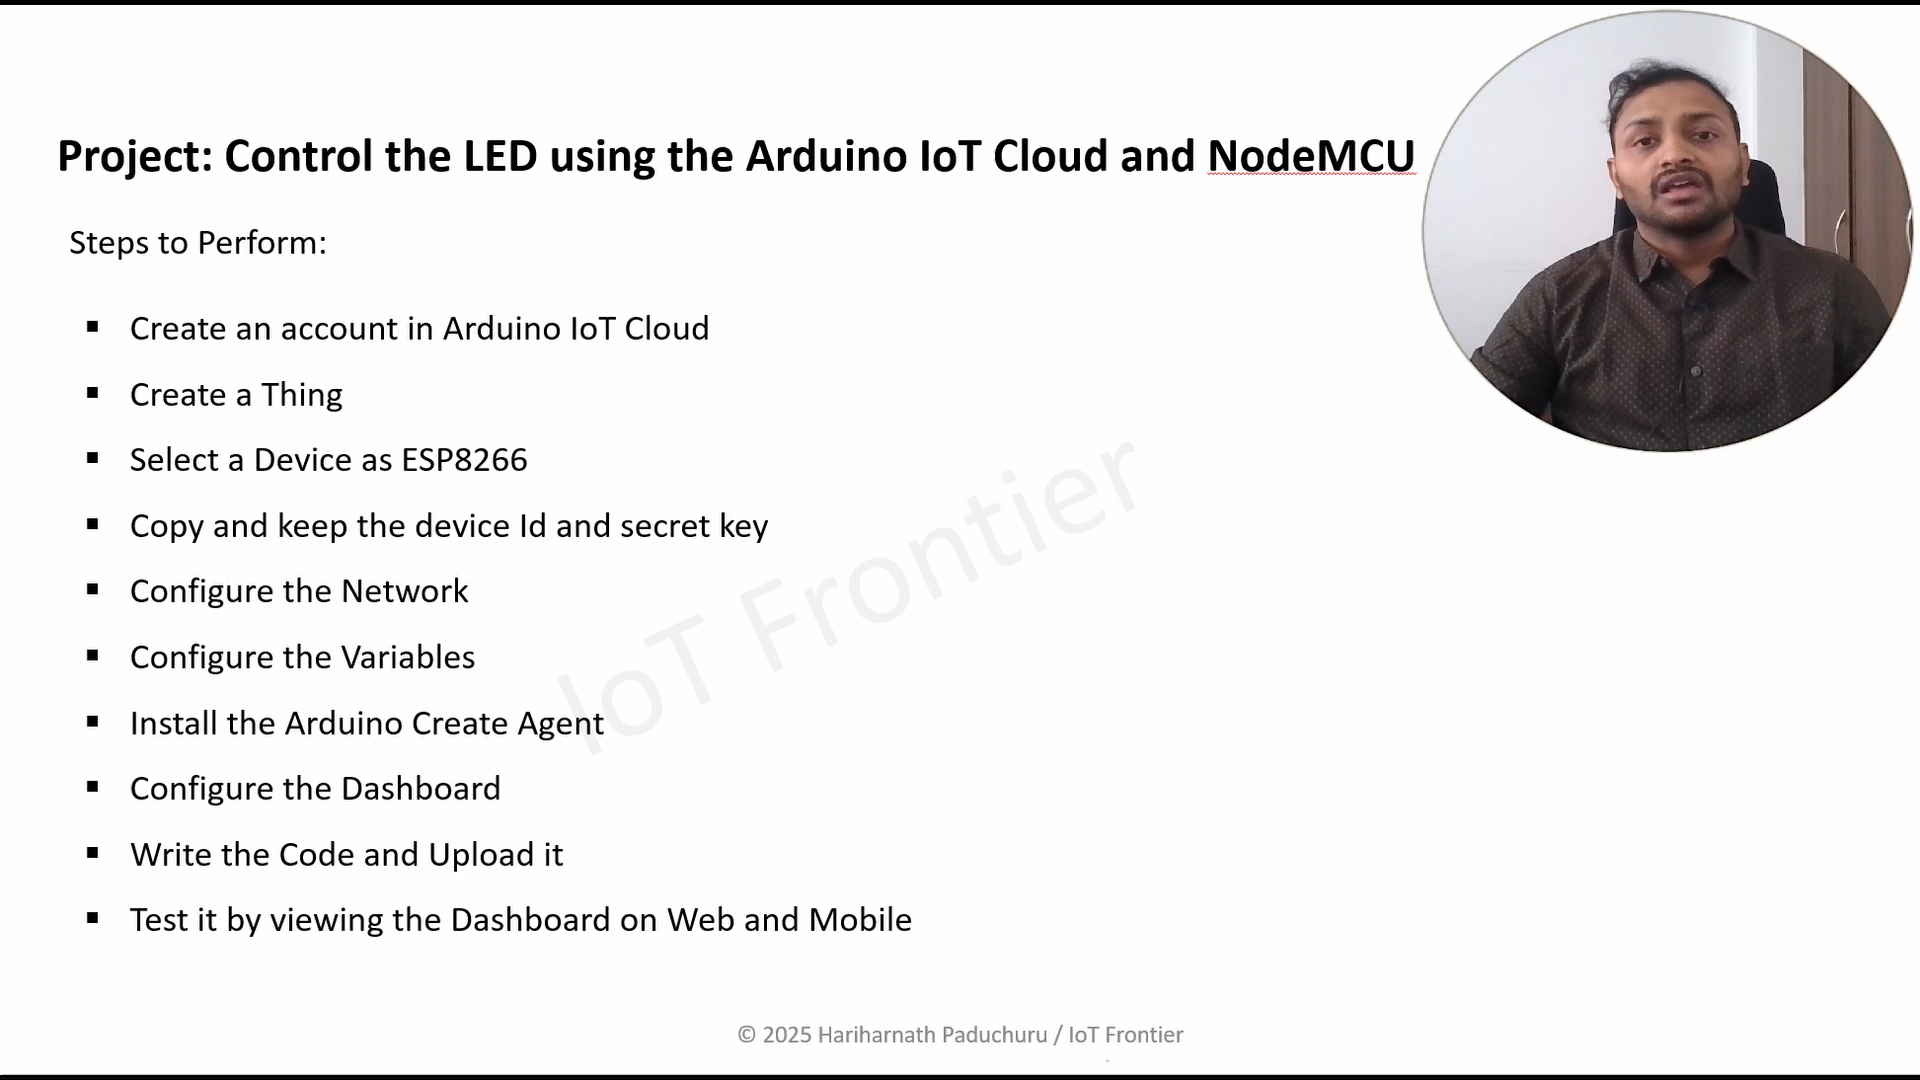 Project: Control the LED using the Arduino IoT Cloud and NodeMCU
Steps to Perform:
▪ Create an account in Arduino IoT Cloud
▪ Create a Thing
▪ Select a Device as ESP8266
▪ Copy and keep the device Id and secret key
▪ Configure the Network
▪ Configure the Variables
▪ Install the Arduino Create Agent
▪ Configure the Dashboard
▪ Write the Code and Upload it
▪ Test it by viewing the Dashboard on Web and Mobile
IoT Frontier
© 2025 Hariharnath Paduchuru / IoT Frontier